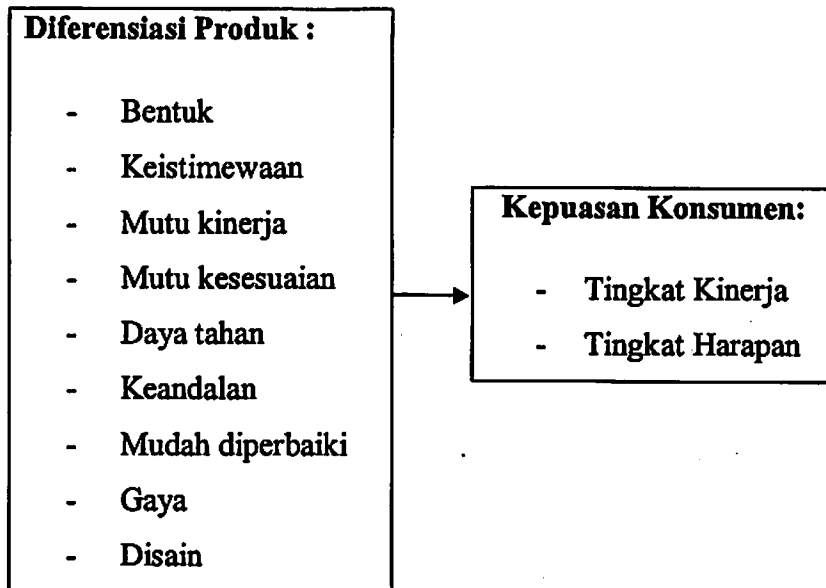 Diferensiasi Produk :
- Bentuk
- Keistimewaan
- Mutu kinerja
- Mutu kesesuaian
- Daya tahan
- Keandalan
- Mudah diperbaiki
- Gaya
- Disain
Kepuasan Konsumen:
- Tingkat Kinerja
- Tingkat Harapan